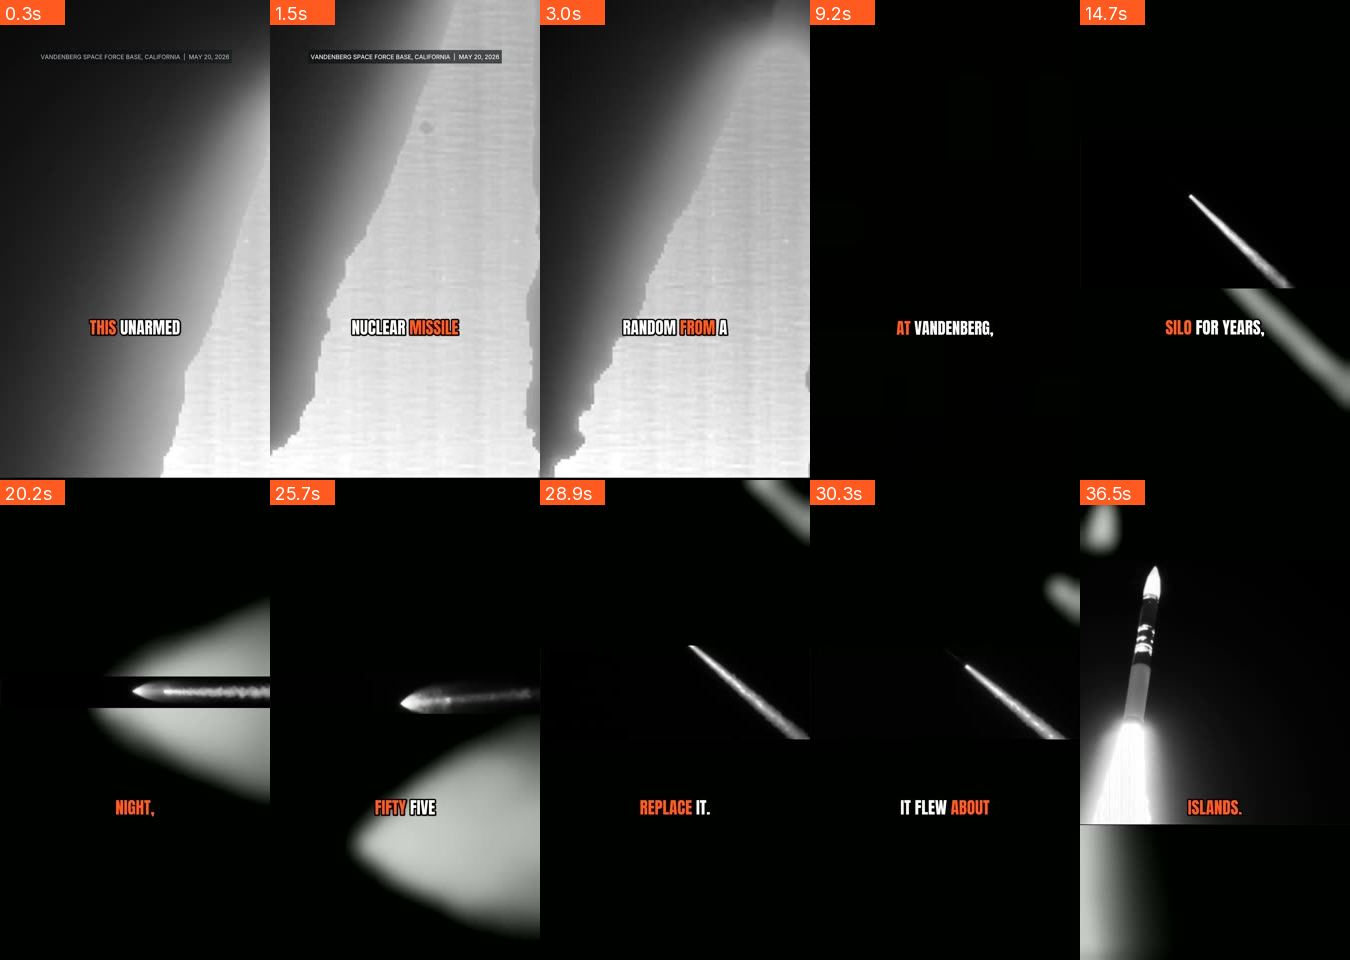 0.3s
VANDENBERG SPACE FORCE BASE, CALIFORNIA | MAY 20, 2026
THIS UNARMED
1.5s
VANDENBERG SPACE FORCE BASE, CALIFORNIA | MAY 20, 2026
NUCLEAR MISSILE
3.0s
RANDOM FROM A
9.2s
AT VANDENBERG,
14.7s
SILO FOR YEARS,
20.2s
NIGHT,
25.7s
FIFTY FIVE
28.9s
REPLACE IT.
30.3s
IT FLEW ABOUT
36.5s
ISLANDS.